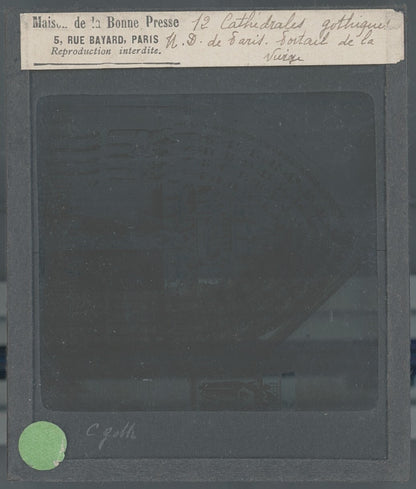 Maison de la Bonne Presse
5, RUE BAYARD, PARIS
Reproduction interdite.
12 Cathédrales gothiques
N. D. de Paris. Portail de la
Vierge
C. goth